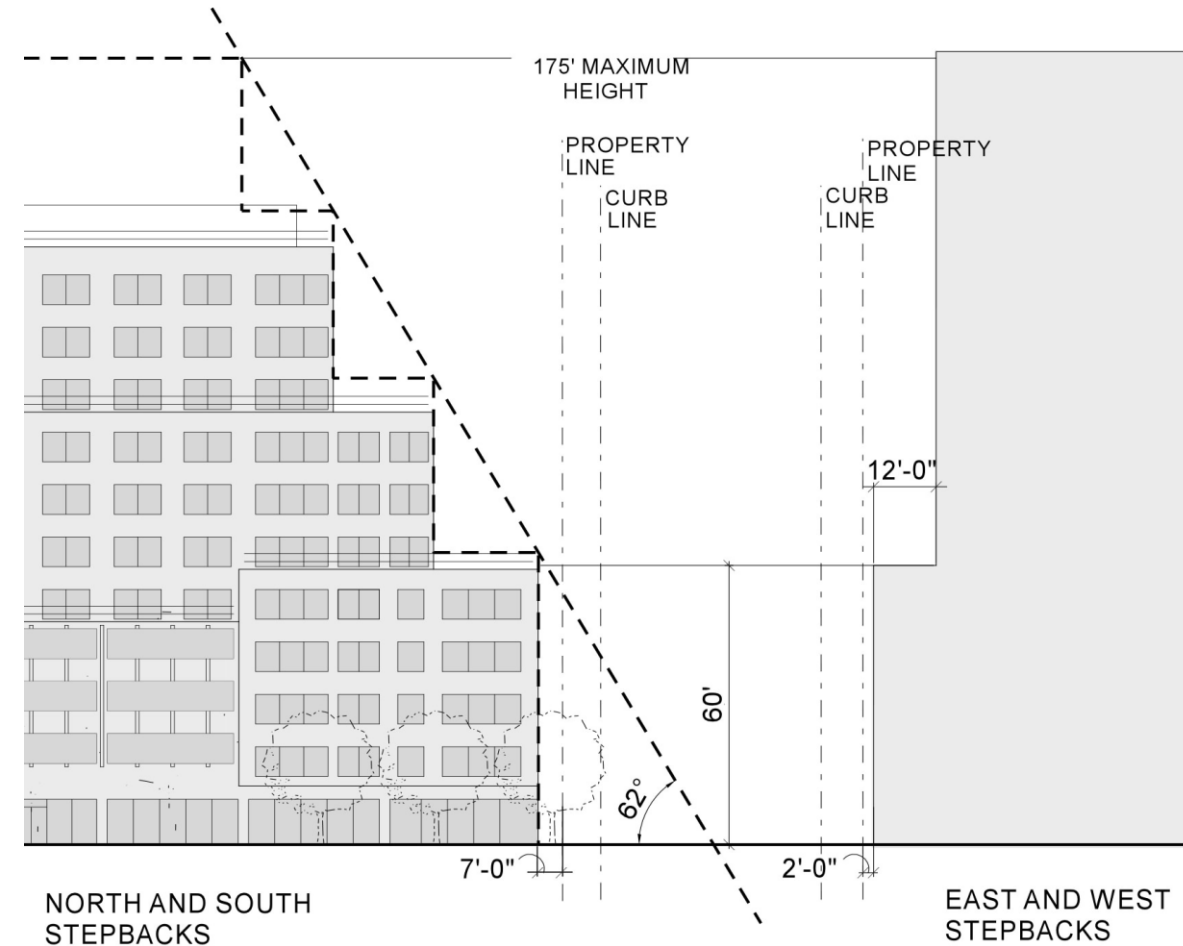 175' MAXIMUM
HEIGHT
PROPERTY
LINE
CURB
LINE
PROPERTY
LINE
CURB
LINE
12'-0"
60'
62°
7'-0"
2'-0"
NORTH AND SOUTH
STEPBACKS
EAST AND WEST
STEPBACKS